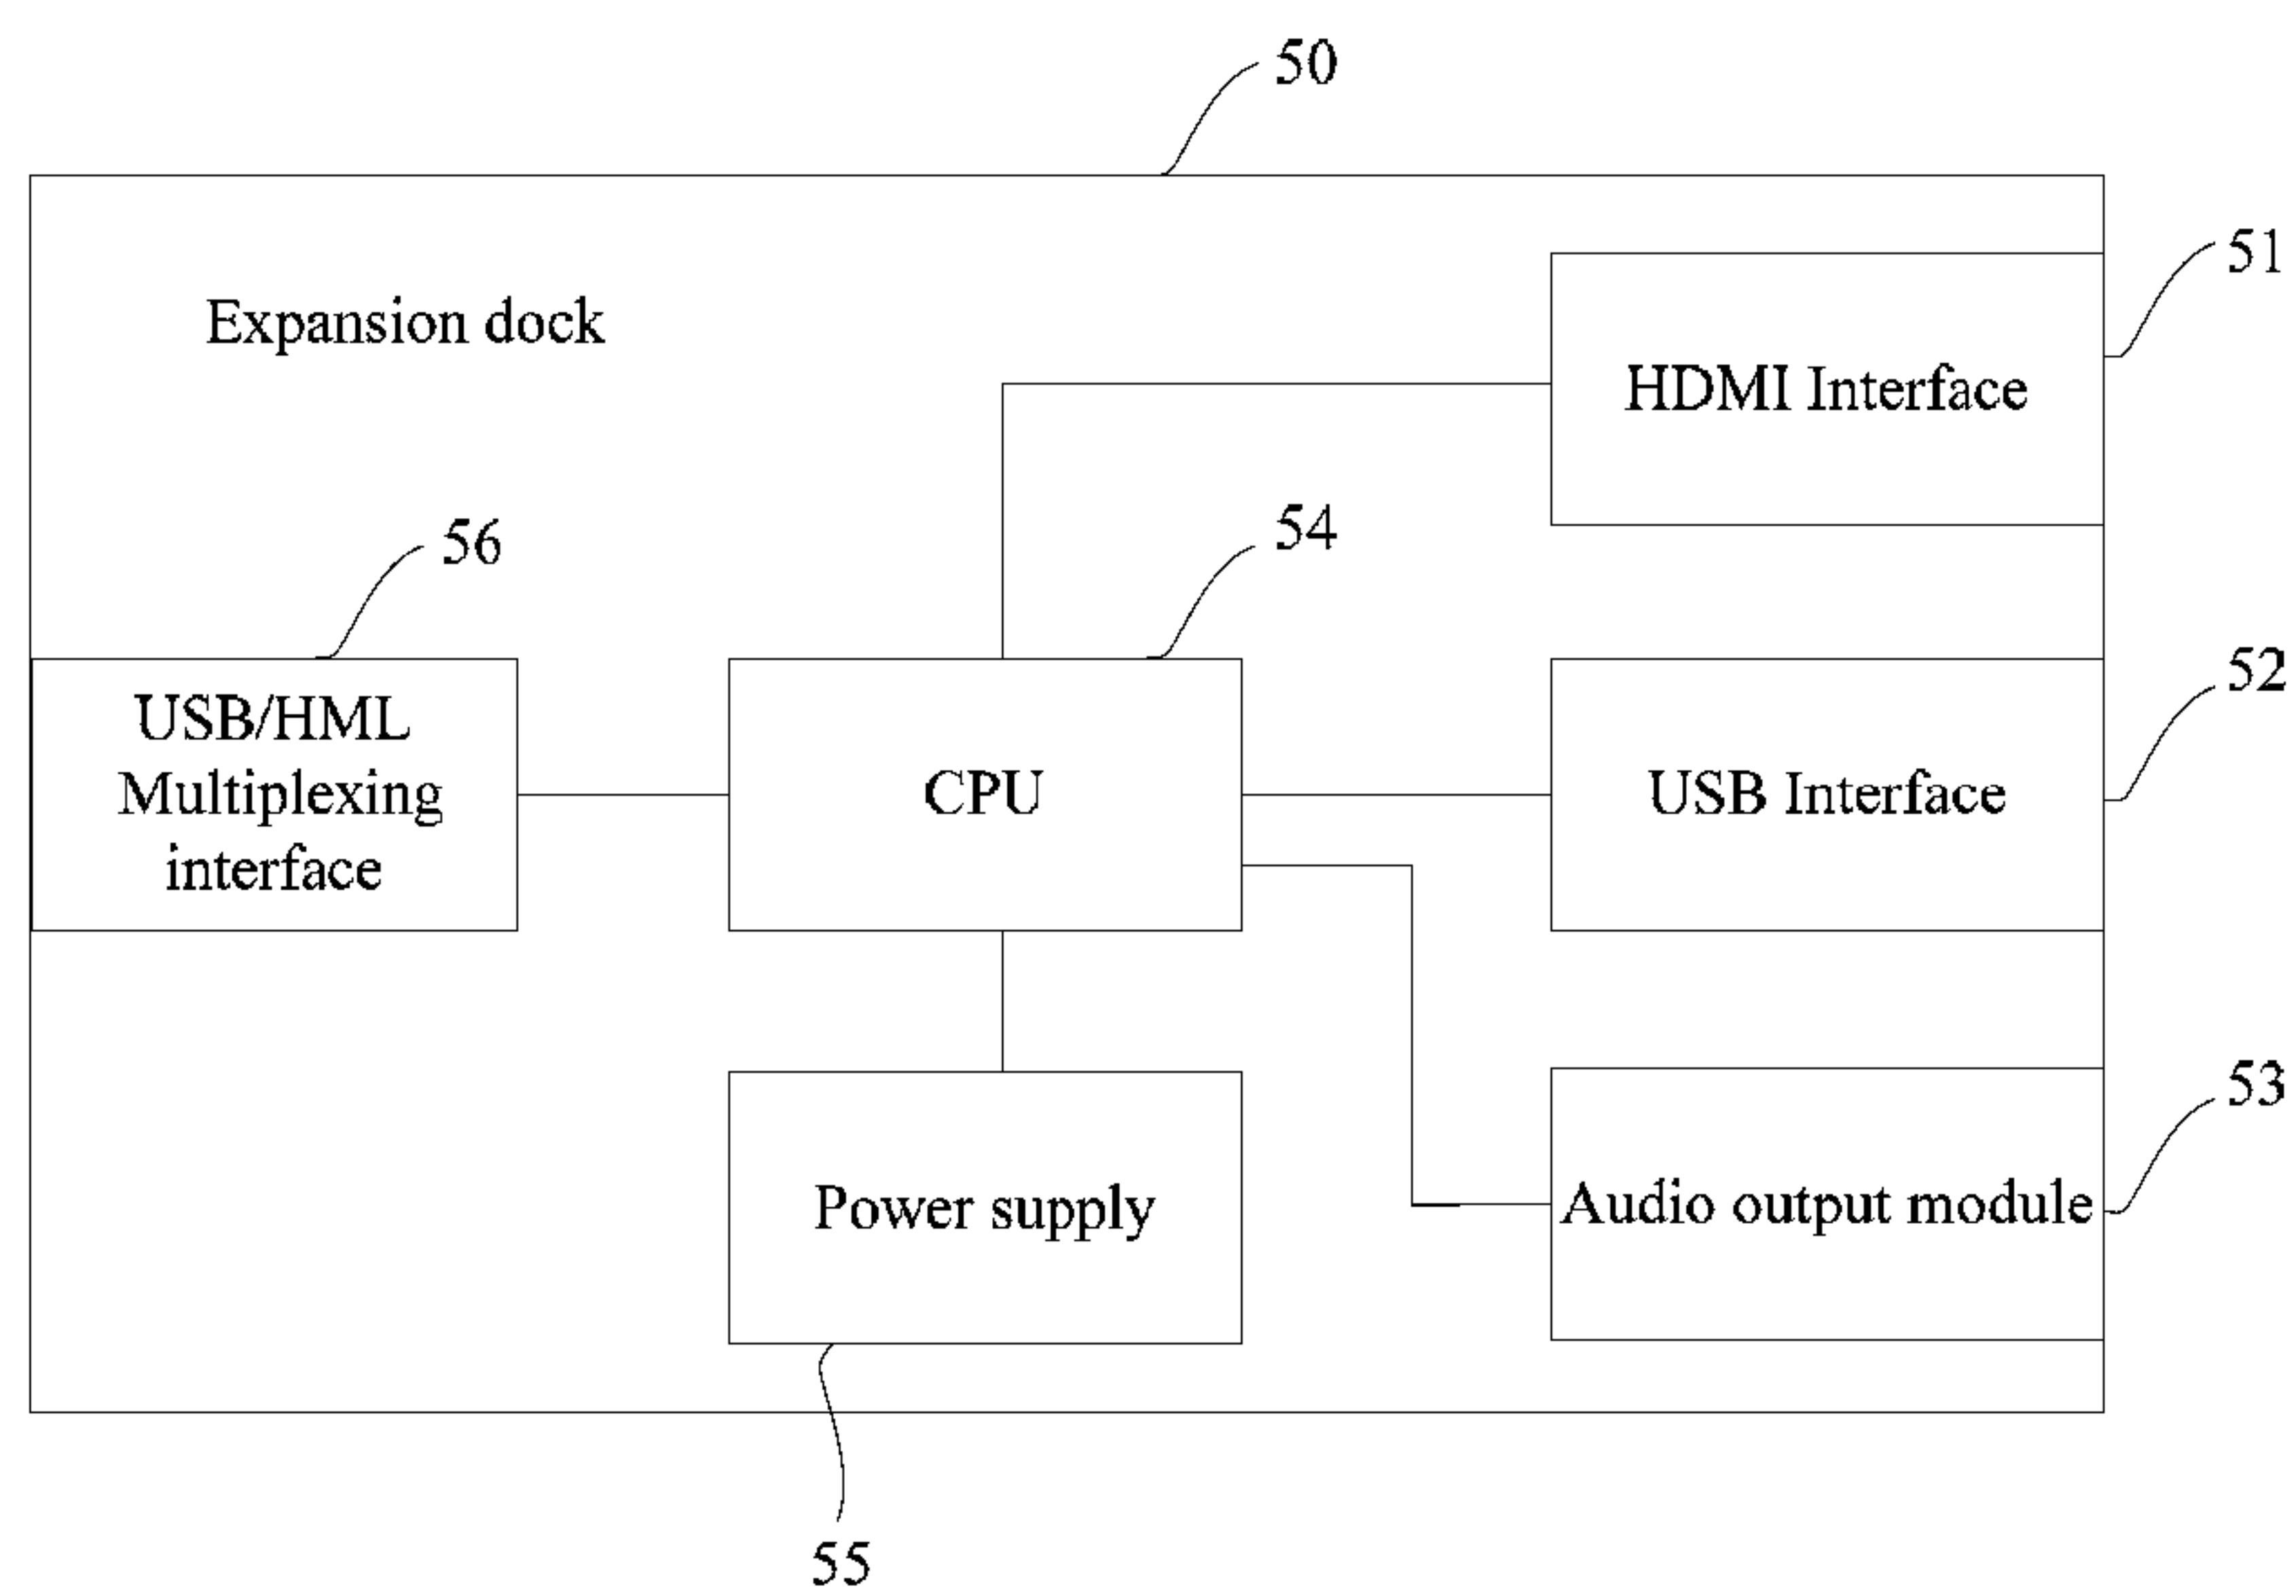 50
51
Expansion dock
HDMI Interface
56
54
52
USB/HML
Multiplexing
interface
CPU
USB Interface
53
Power supply
Audio output module
55